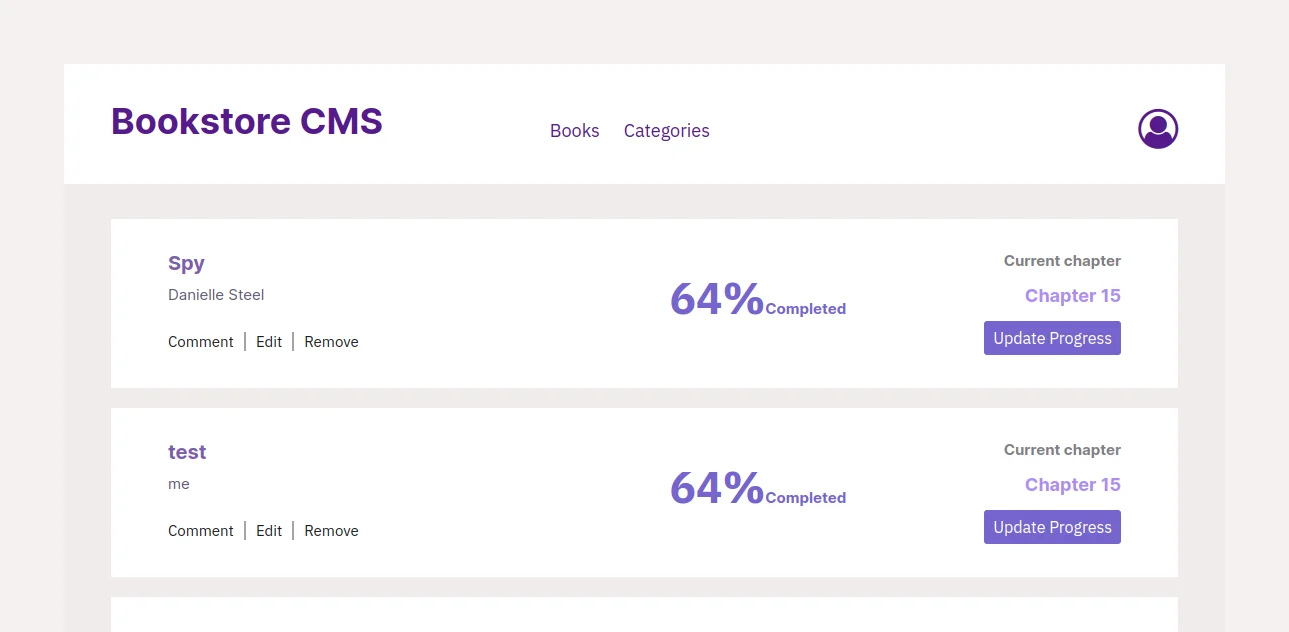 Bookstore CMS
Books Categories
Spy
Danielle Steel
Comment Edit Remove
64% Completed
Current chapter
Chapter 15
Update Progress
test
me
Comment Edit Remove
64% Completed
Current chapter
Chapter 15
Update Progress